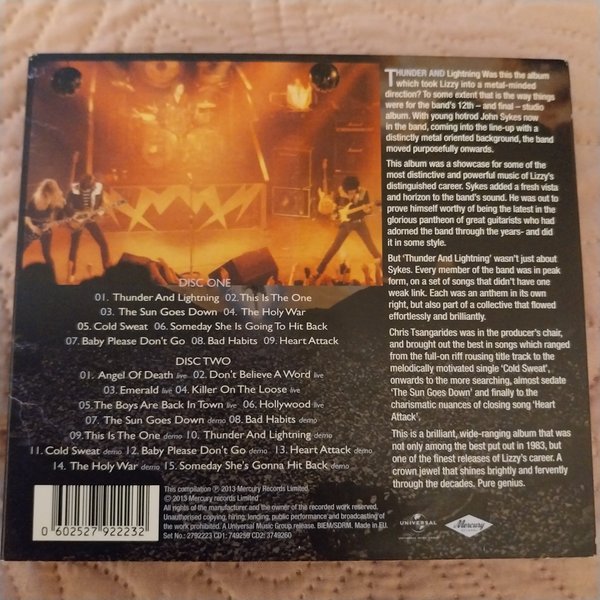 DISC ONE
01. Thunder And Lightning 02. This Is The One
03. The Sun Goes Down 04. The Holy War
05. Cold Sweat 06. Someday She Is Going To Hit Back
07. Baby Please Don't Go 08. Bad Habits 09. Heart Attack
DISC TWO
01. Angel Of Death live 02. Don't Believe A Word live
03. Emerald live 04. Killer On The Loose live
05. The Boys Are Back In Town live 06. Hollywood live
07. The Sun Goes Down demo 08. Bad Habits demo
09. This Is The One demo 10. Thunder And Lightning demo
11. Cold Sweat demo 12. Baby Please Don't Go demo 13. Heart Attack demo
14. The Holy War demo 15. Someday She's Gonna Hit Back demo
THUNDER AND Lightning Was this the album
which took Lizzy into a metal-minded
direction? To some extent that is the way things
were for the band's 12th – and final – studio
album. With young hotrod John Sykes now
in the band, coming into the line-up with a
distinctly metal oriented background, the band
moved purposefully onwards.
This album was a showcase for some of the
most distinctive and powerful music of Lizzy's
distinguished career. Sykes added a fresh vista
and horizon to the band's sound. He was out to
prove himself worthy of being the latest in the
glorious pantheon of great guitarists who had
adorned the band through the years- and did
it in some style.
But 'Thunder And Lightning' wasn't just about
Sykes. Every member of the band was in peak
form, on a set of songs that didn't have one
weak link. Each was an anthem in its own
right, but also part of a collective that flowed
effortlessly and brilliantly.
Chris Tsangarides was in the producer's chair,
and brought out the best in songs which ranged
from the full-on riff rousing title track to the
melodically motivated single 'Cold Sweat',
onwards to the more searching, almost sedate
'The Sun Goes Down' and finally to the
charismatic nuances of closing song 'Heart
Attack'.
This is a brilliant, wide-ranging album that was
not only among the best put out in 1983, but
one of the finest releases of Lizzy's career. A
crown jewel that shines brightly and fervently
through the decades. Pure genius.
0 602527 922232
This compilation ℗ 2013 Mercury Records Limited.
© 2013 Mercury records Limited.
All rights of the manufacturer and the owner of the recorded work reserved.
Unauthorised copying, hiring, lending, public performance and broadcasting of
the work prohibited. A Universal Music Group release. BIEM/SDRM. Made in EU.
Set No.: 2792223 CD1: 749250 CD2: 3749260
UNIVERSAL
Mercury